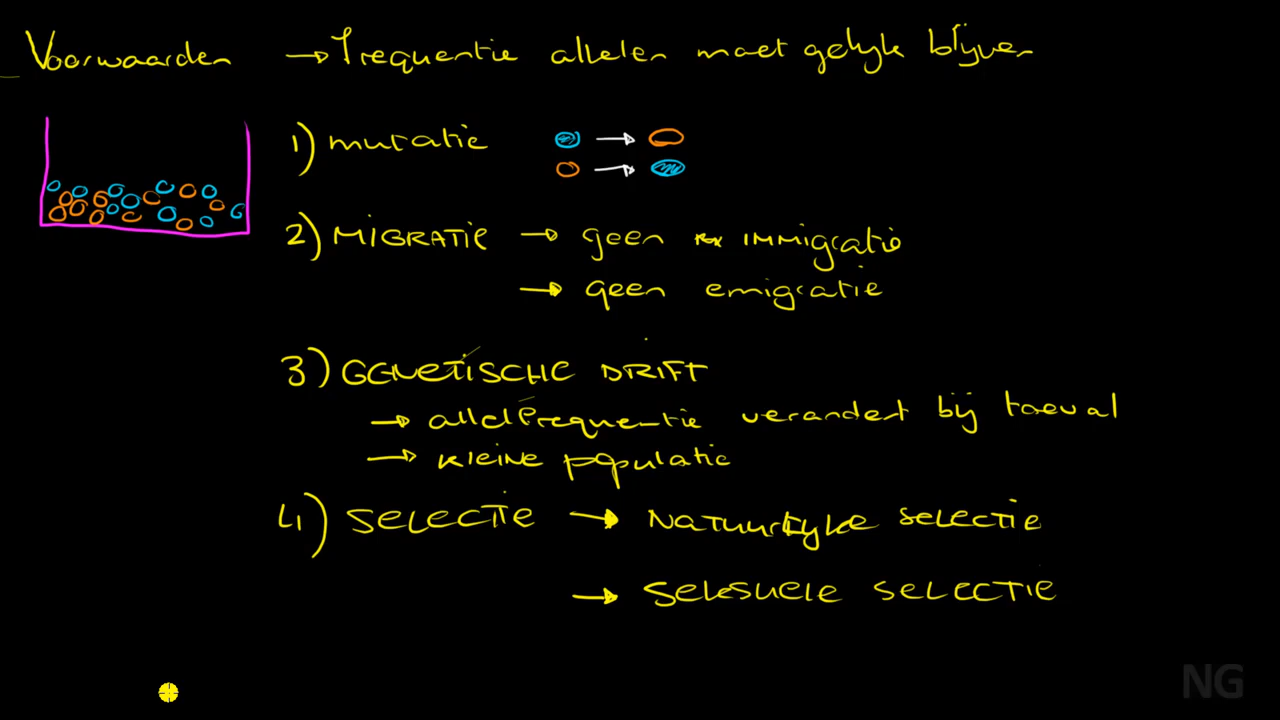 Voorwaarden → frequentie allelen moet gelijk blijven
1) mutatie
2) MIGRATIE → geen IMMIGRATIE
→ geen emigratie
3) GENETISCHE DRIFT
→ allelfrequentie verandert bij toeval
→ kleine populatie
4) SELECTIE → NATUURLIJKE SELECTIE
→ SEKSUELE SELECTIE
NG